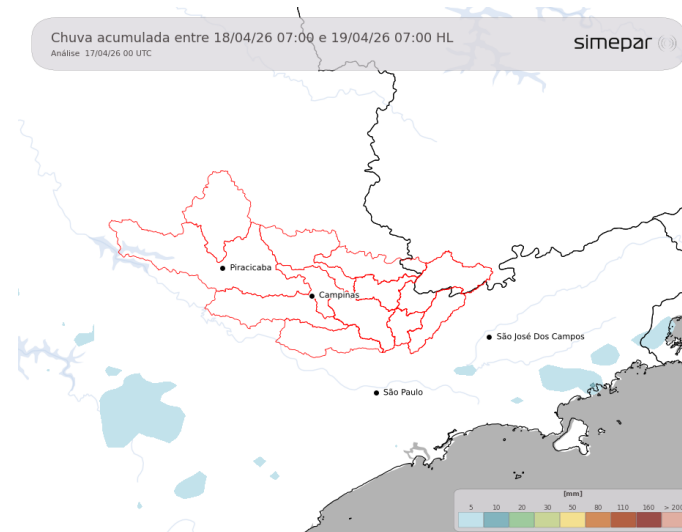 Chuva acumulada entre 18/04/26 07:00 e 19/04/26 07:00 HL
Análise 17/04/26 00 UTC
simepar
Piracicaba
Campinas
São José Dos Campos
São Paulo
[mm]
5 10 20 30 50 80 110 160 > 200